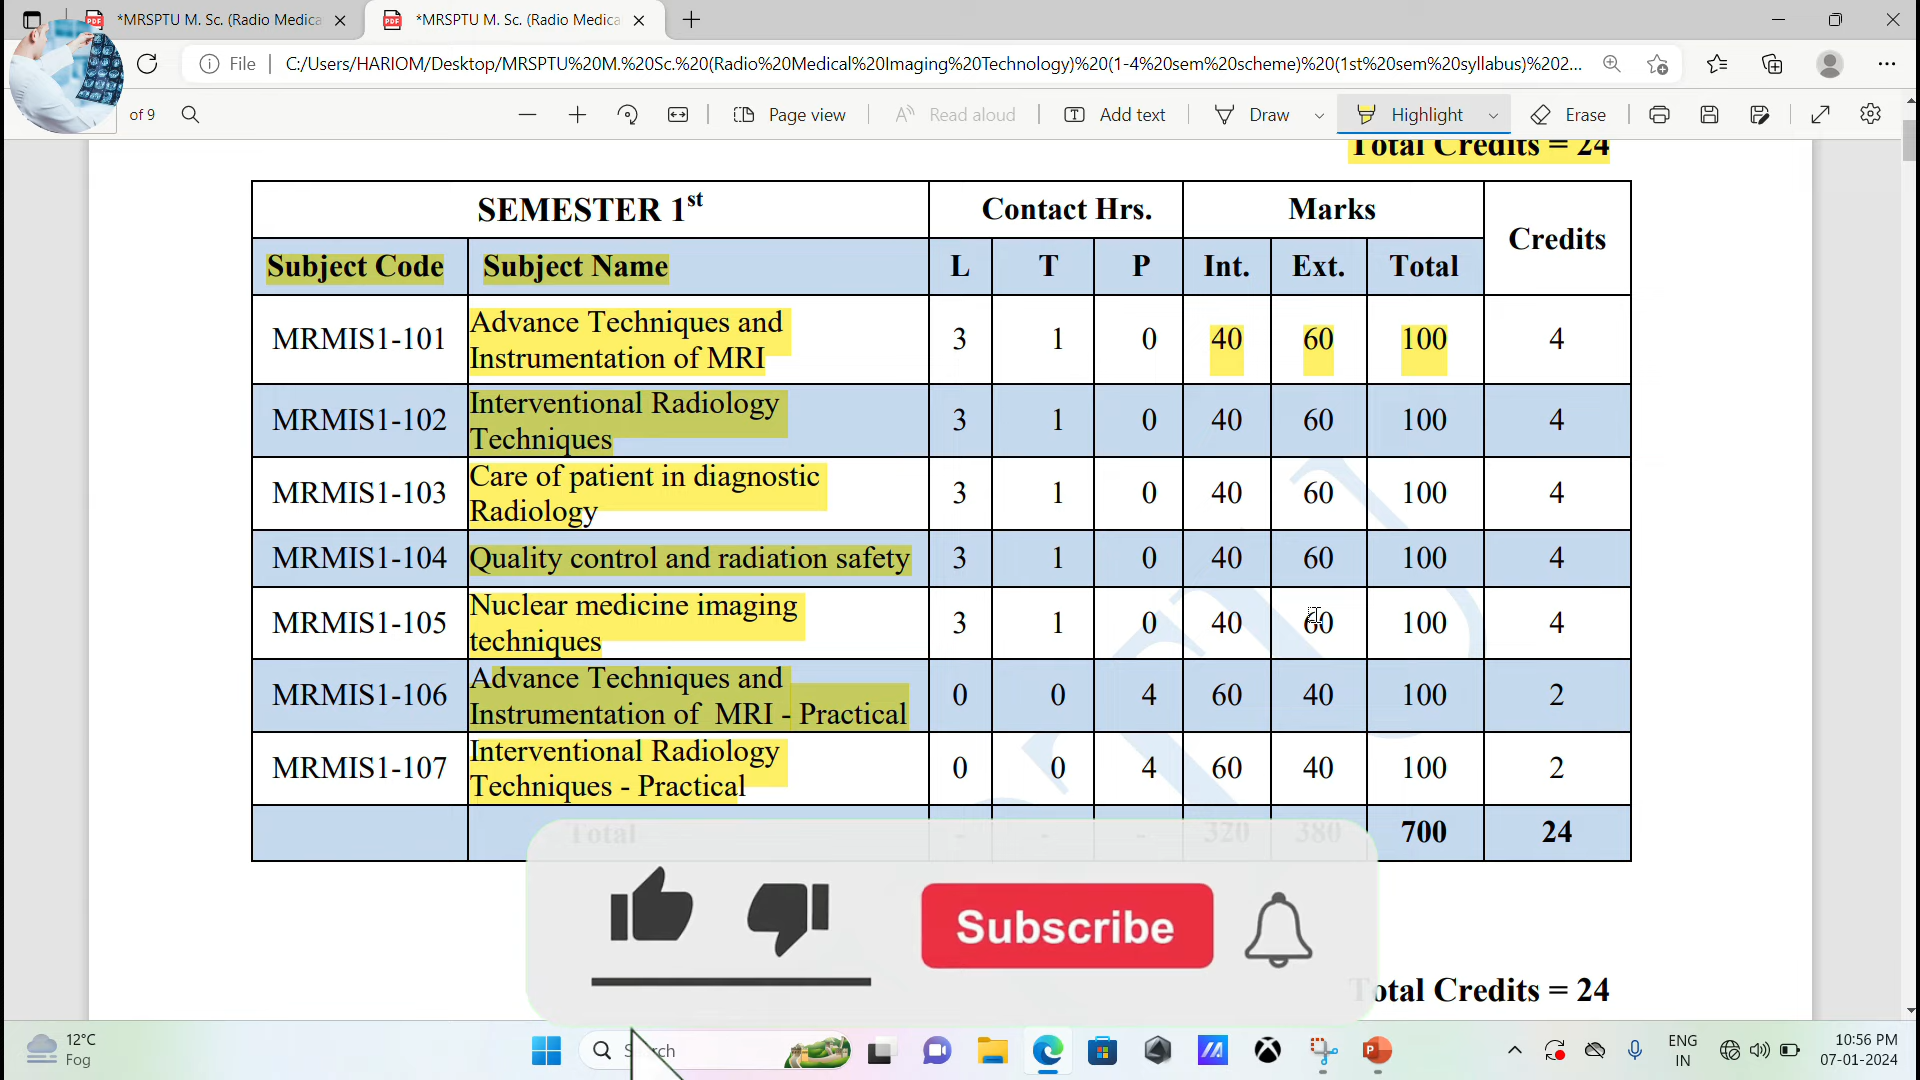 *MRSPTU M. Sc. (Radio Medica
*MRSPTU M. Sc. (Radio Medica
File
C:/Users/HARIOM/Desktop/MRSPTU%20M.%20Sc.%20(Radio%20Medical%20Imaging%20Technology)%20(1-4%20sem%20scheme)%20(1st%20sem%20syllabus)%202...
of 9
Page view
Read aloud
Add text
Draw
Highlight
Erase
Total Credits = 24
SEMESTER 1st Contact Hrs. Marks Credits
Subject Code Subject Name L T P Int. Ext. Total
MRMIS1-101 Advance Techniques and Instrumentation of MRI 3 1 0 40 60 100 4
MRMIS1-102 Interventional Radiology Techniques 3 1 0 40 60 100 4
MRMIS1-103 Care of patient in diagnostic Radiology 3 1 0 40 60 100 4
MRMIS1-104 Quality control and radiation safety 3 1 0 40 60 100 4
MRMIS1-105 Nuclear medicine imaging techniques 3 1 0 40 60 100 4
MRMIS1-106 Advance Techniques and Instrumentation of MRI - Practical 0 0 4 60 40 100 2
MRMIS1-107 Interventional Radiology Techniques - Practical 0 0 4 60 40 100 2
Total - - - 320 380 700 24
Subscribe
Total Credits = 24
12°C
Fog
ENG
IN
10:56 PM
07-01-2024